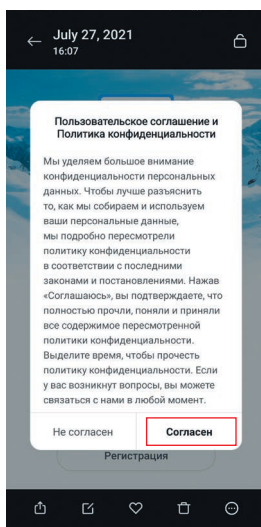 July 27, 2021
16:07
Пользовательское соглашение и
Политика конфиденциальности
Мы уделяем большое внимание
конфиденциальности персональных
данных. Чтобы лучше разъяснить
то, как мы собираем и используем
ваши персональные данные,
мы подробно пересмотрели
политику конфиденциальности
в соответствии с последними
законами и постановлениями. Нажав
«Соглашаюсь», вы подтверждаете, что
полностью прочли, поняли и приняли
все содержимое пересмотренной
политики конфиденциальности.
Выделите время, чтобы прочесть
политику конфиденциальности. Если
у вас возникнут вопросы, вы можете
связаться с нами в любой момент.
Не согласен
Согласен
Регистрация